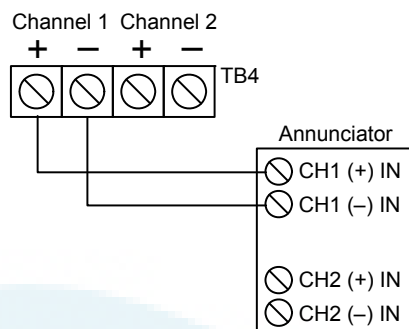 Channel 1 Channel 2
+ – + –
TB4
Annunciator
CH1 (+) IN
CH1 (–) IN
CH2 (+) IN
CH2 (–) IN